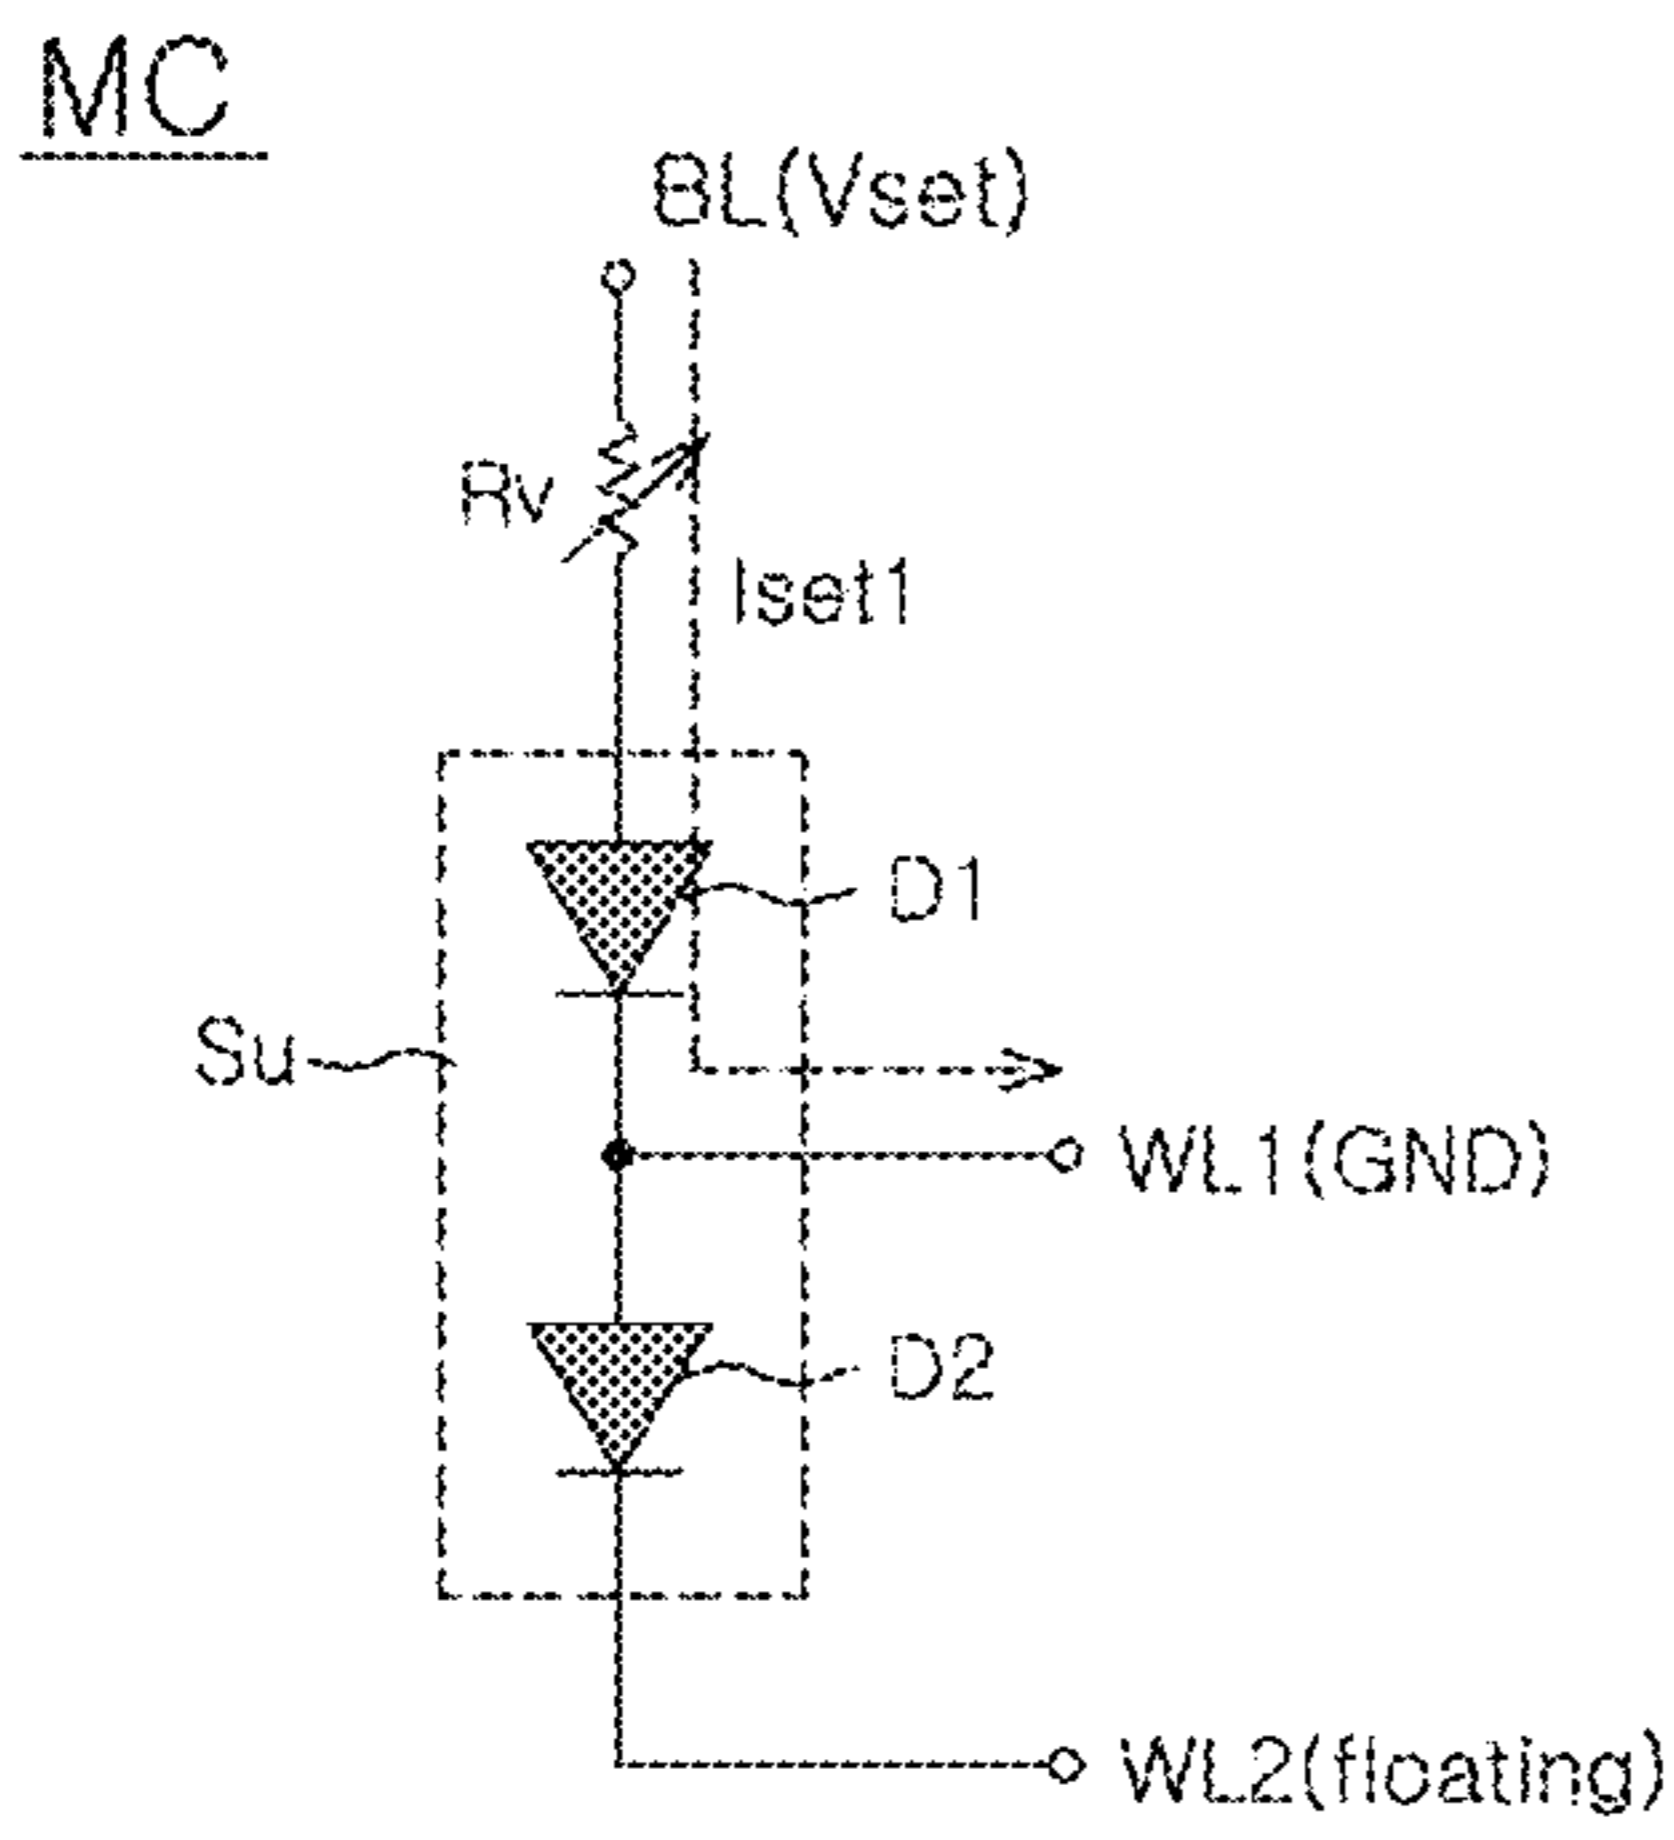 MC
BL(Vset)
Rv
Iset1
D1
Su
WL1(GND)
D2
WL2(floating)